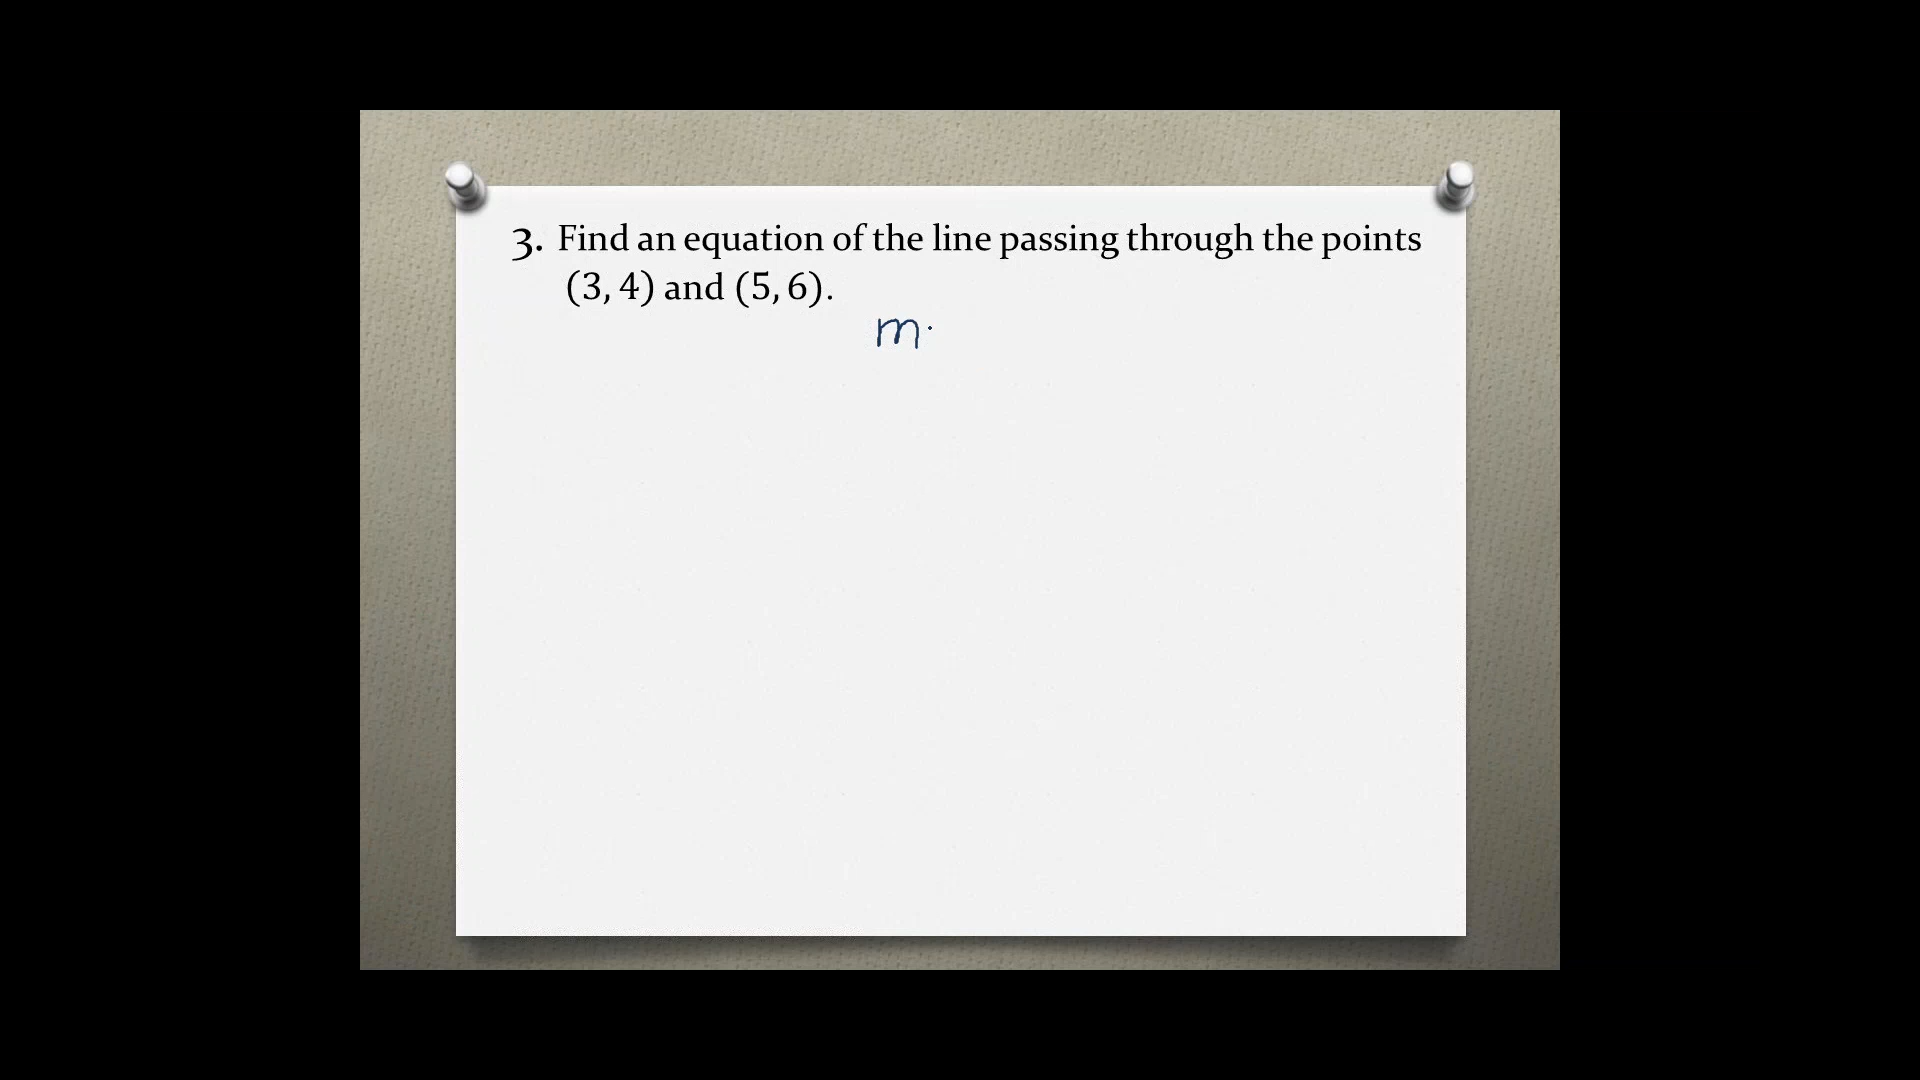 3. Find an equation of the line passing through the points
(3, 4) and (5, 6).
m